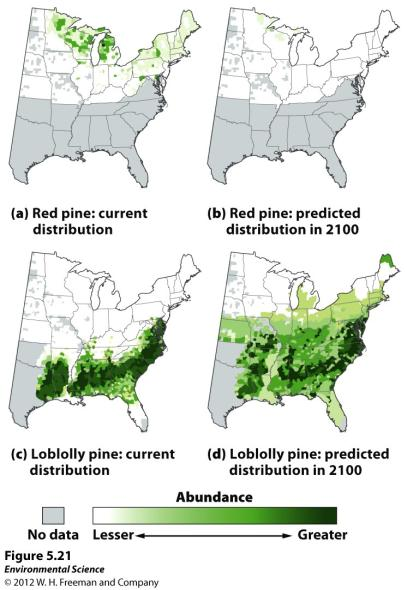 (a) Red pine: current
distribution
(b) Red pine: predicted
distribution in 2100
(c) Loblolly pine: current
distribution
(d) Loblolly pine: predicted
distribution in 2100
Abundance
No data
Lesser
Greater
Figure 5.21
Environmental Science
© 2012 W. H. Freeman and Company